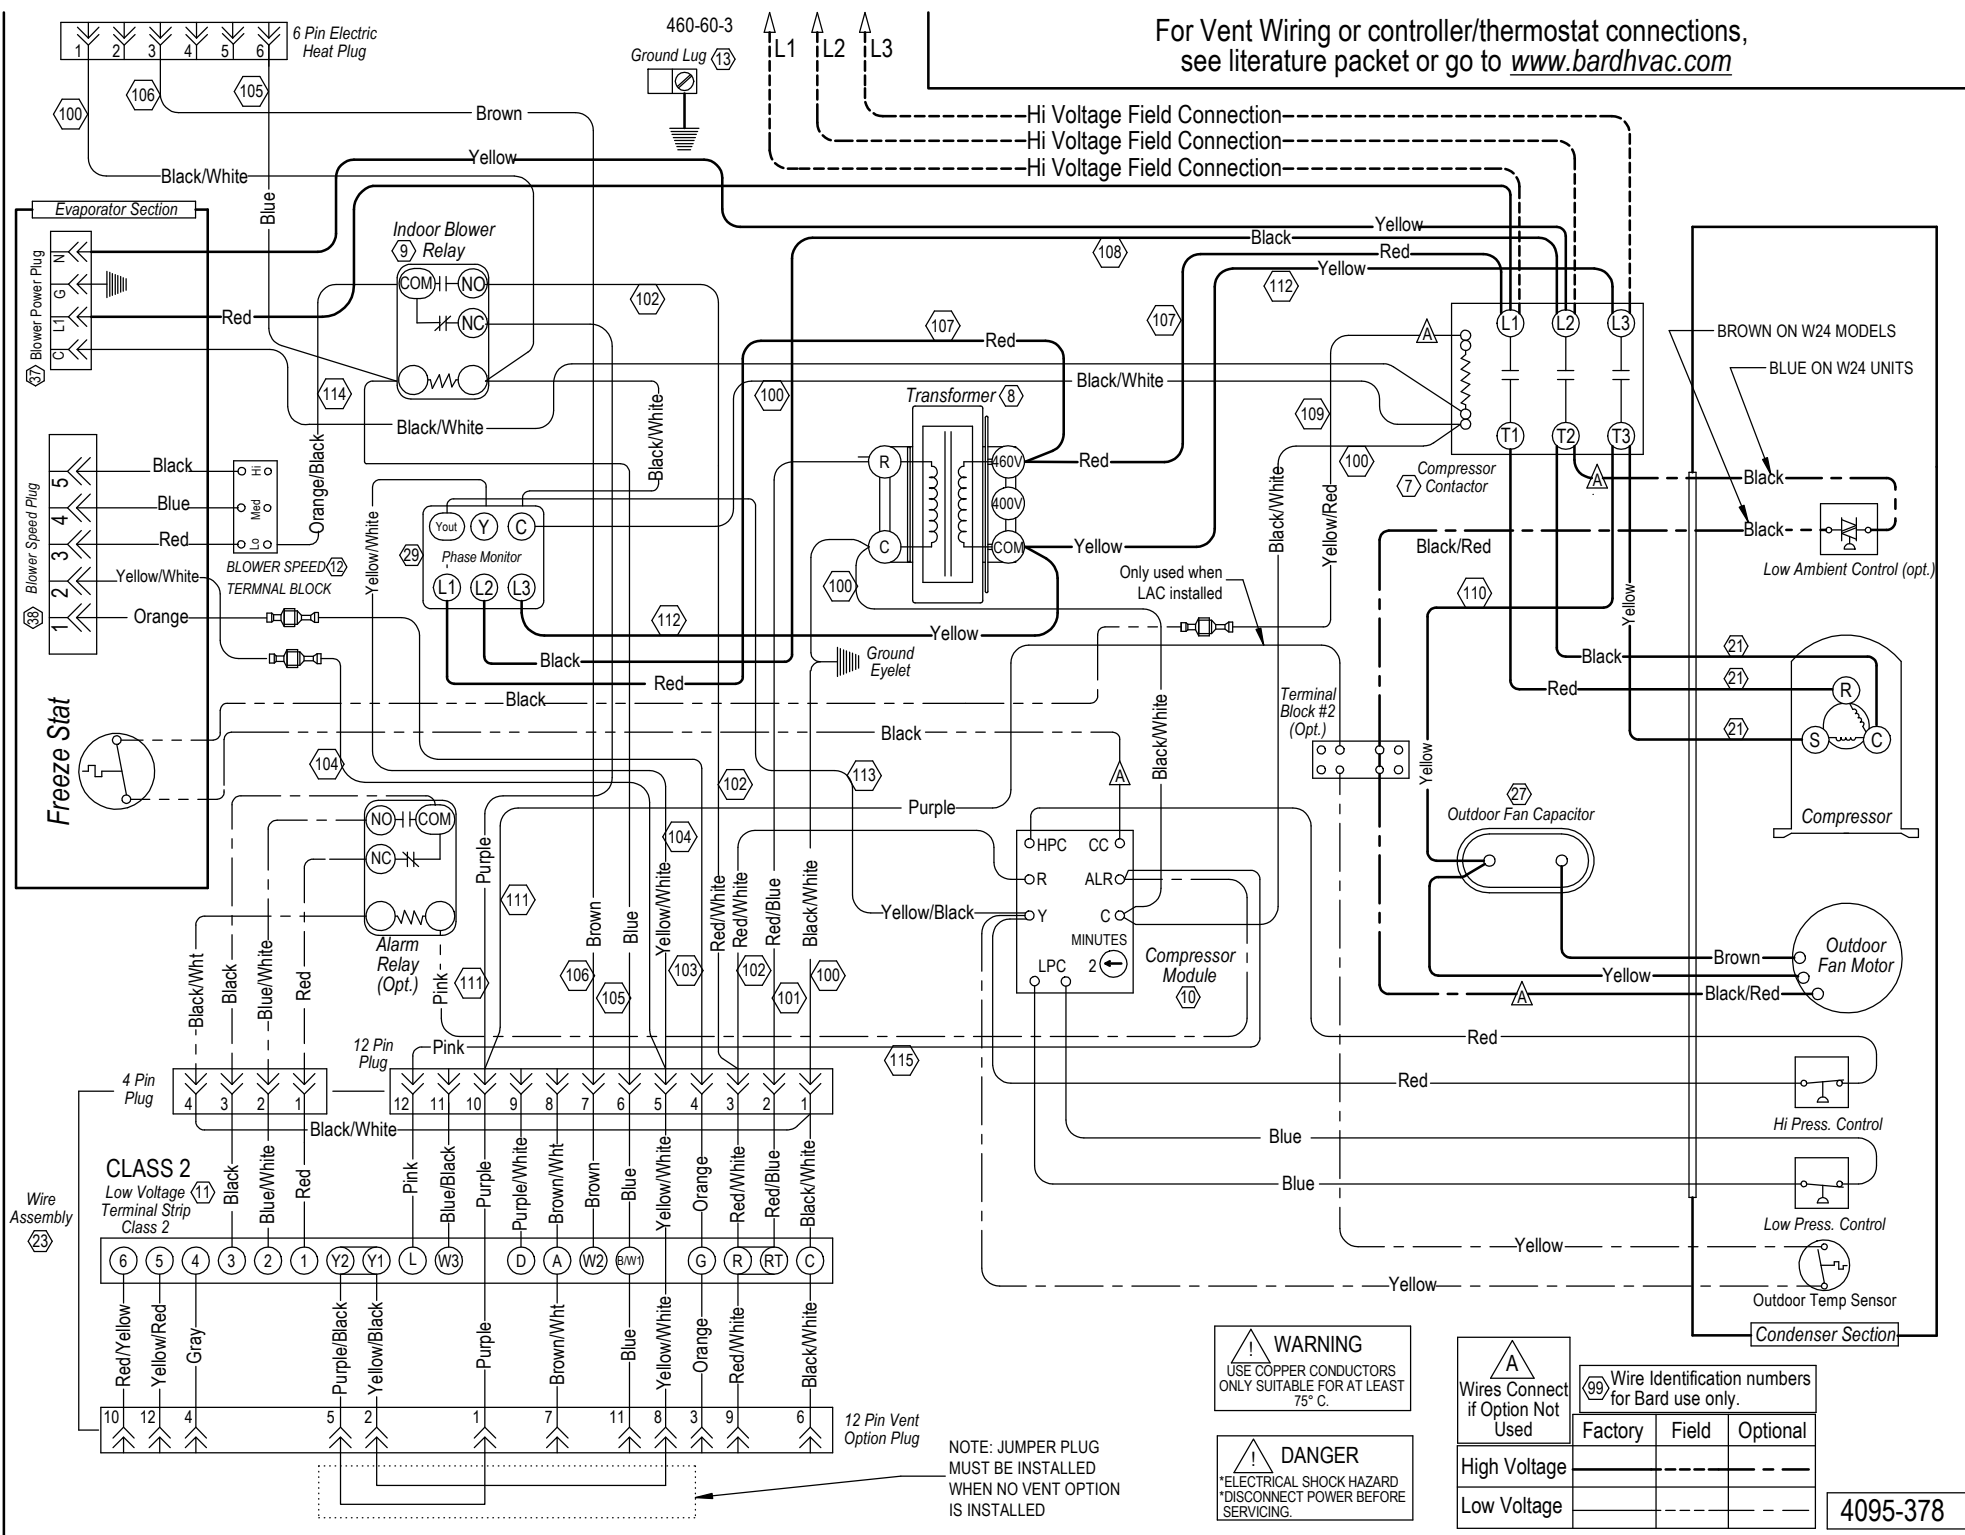 6 Pin Electric
Heat Plug
1 2 3 4 5 6
460-60-3
Ground Lug 13
L1 L2 L3
For Vent Wiring or controller/thermostat connections,
see literature packet or go to www.bardhvac.com
100 106 105
Brown
Hi Voltage Field Connection
Hi Voltage Field Connection
Hi Voltage Field Connection
Yellow
Black/White
Blue
Evaporator Section
Indoor Blower
9 Relay
COM NO
NC
102
Yellow
Black
108
Red
Yellow
112
37 Blower Power Plug
N
G
L1
C
Red
107
Red
107
L1 L2 L3
A
BROWN ON W24 MODELS
BLUE ON W24 UNITS
114
100
Black/White
Transformer 8
109
Black/White
Black/White
Orange/Black
T1 T2 T3
R
460V
Red
400V
C
COM
Yellow
100
Compressor
7 Contactor
A
Black
Black
Black/Red
Low Ambient Control (opt.)
38 Blower Speed Plug
5 4 3 2 1
Black
Blue
Red
Yellow/White
Orange
Hi
Med
Lo
BLOWER SPEED 12
TERMNAL BLOCK
Yellow/White
Yout Y C
29 Phase Monitor
L1 L2 L3
100
112
Yellow
Black
Red
Ground
Eyelet
Only used when
LAC installed
Black/White
Yellow/Red
110
Yellow
Black
21
Red
21
21
R
S C
Compressor
Freeze Stat
Black
Black
104
113
102
Black/White
Terminal
Block #2
(Opt.)
Yellow
27
Outdoor Fan Capacitor
Purple
A
NO COM
NC
Alarm
Relay
(Opt.)
Purple
111
104
HPC CC
R ALR
Y C
MINUTES
LPC 2
Compressor
Module
10
Yellow/Black
Outdoor
Fan Motor
Brown
Yellow
Black/Red
A
Black/Wht
Black
Blue/White
Red
Pink
111
Brown
Blue
Yellow/White
Red/White
Red/White
Red/Blue
Black/White
106
105
103
102
101
100
12 Pin
Plug
Pink
115
Red
Red
Hi Press. Control
4 Pin
Plug
4 3 2 1
12 11 10 9 8 7 6 5 4 3 2 1
Black/White
Blue
Blue
Low Press. Control
CLASS 2
Low Voltage 11
Terminal Strip
Class 2
Wire
Assembly
23
Black
Blue/White
Red
Pink
Blue/Black
Purple
Purple/White
Brown/Wht
Brown
Blue
Yellow/White
Orange
Red/White
Red/Blue
Black/White
6 5 4 3 2 1 Y2 Y1 L W3 D A W2 B/W1 G R RT C
Yellow
Yellow
Outdoor Temp Sensor
Condenser Section
Red/Yellow
Yellow/Red
Gray
Purple/Black
Yellow/Black
Purple
Brown/Wht
Blue
Yellow/White
Orange
Red/White
Black/White
10 12 4 5 2 1 7 11 8 3 9 6
12 Pin Vent
Option Plug
NOTE: JUMPER PLUG
MUST BE INSTALLED
WHEN NO VENT OPTION
IS INSTALLED
! WARNING
USE COPPER CONDUCTORS
ONLY SUITABLE FOR AT LEAST
75° C.
! DANGER
*ELECTRICAL SHOCK HAZARD
*DISCONNECT POWER BEFORE
SERVICING.
A
Wires Connect
if Option Not
Used
99 Wire Identification numbers
for Bard use only.
Factory Field Optional
High Voltage
Low Voltage
4095-378